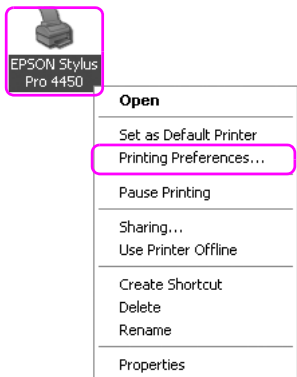 EPSON Stylus
Pro 4450
Open
Set as Default Printer
Printing Preferences...
Pause Printing
Sharing...
Use Printer Offline
Create Shortcut
Delete
Rename
Properties